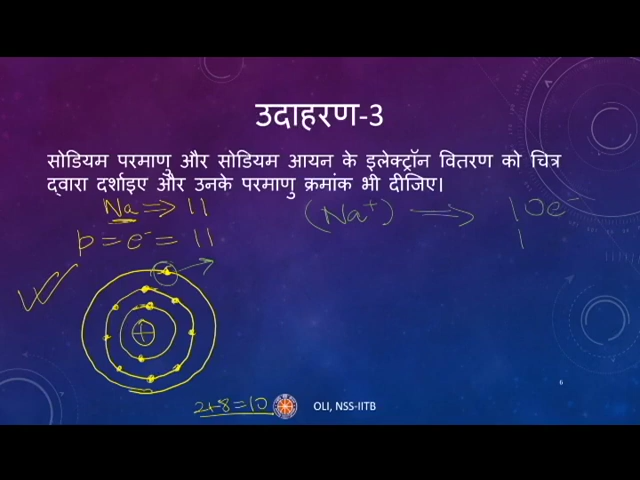 उदाहरण-3
सोडियम परमाणु और सोडियम आयन के इलेक्ट्रॉन वितरण को चित्र
द्वारा दर्शाइए और उनके परमाणु क्रमांक भी दीजिए।
Na ⇒ 11
(Na⁺) ⇒ 10e⁻
p = e⁻ = 11
1
2+8=10
OLI, NSS-IITB
6